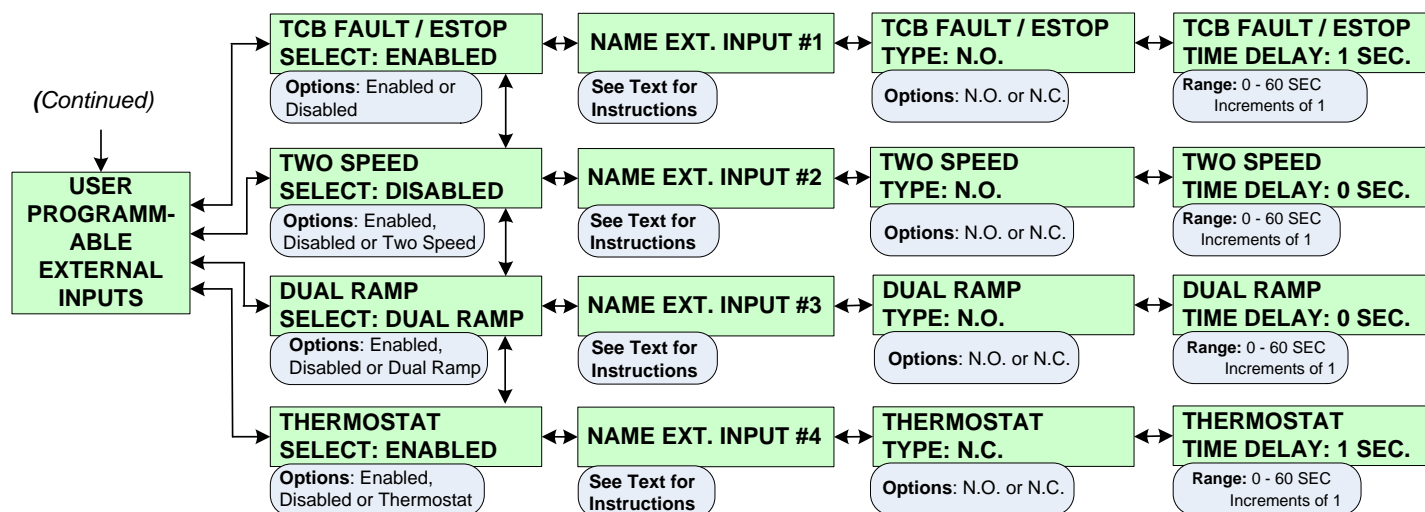 (Continued)
USER
PROGRAMM-
ABLE
EXTERNAL
INPUTS
TCB FAULT / ESTOP
SELECT: ENABLED
Options: Enabled or
Disabled
NAME EXT. INPUT #1
See Text for
Instructions
TCB FAULT / ESTOP
TYPE: N.O.
Options: N.O. or N.C.
TCB FAULT / ESTOP
TIME DELAY: 1 SEC.
Range: 0 - 60 SEC
Increments of 1
TWO SPEED
SELECT: DISABLED
Options: Enabled,
Disabled or Two Speed
NAME EXT. INPUT #2
See Text for
Instructions
TWO SPEED
TYPE: N.O.
Options: N.O. or N.C.
TWO SPEED
TIME DELAY: 0 SEC.
Range: 0 - 60 SEC
Increments of 1
DUAL RAMP
SELECT: DUAL RAMP
Options: Enabled,
Disabled or Dual Ramp
NAME EXT. INPUT #3
See Text for
Instructions
DUAL RAMP
TYPE: N.O.
Options: N.O. or N.C.
DUAL RAMP
TIME DELAY: 0 SEC.
Range: 0 - 60 SEC
Increments of 1
THERMOSTAT
SELECT: ENABLED
Options: Enabled,
Disabled or Thermostat
NAME EXT. INPUT #4
See Text for
Instructions
THERMOSTAT
TYPE: N.C.
Options: N.O. or N.C.
THERMOSTAT
TIME DELAY: 1 SEC.
Range: 0 - 60 SEC
Increments of 1